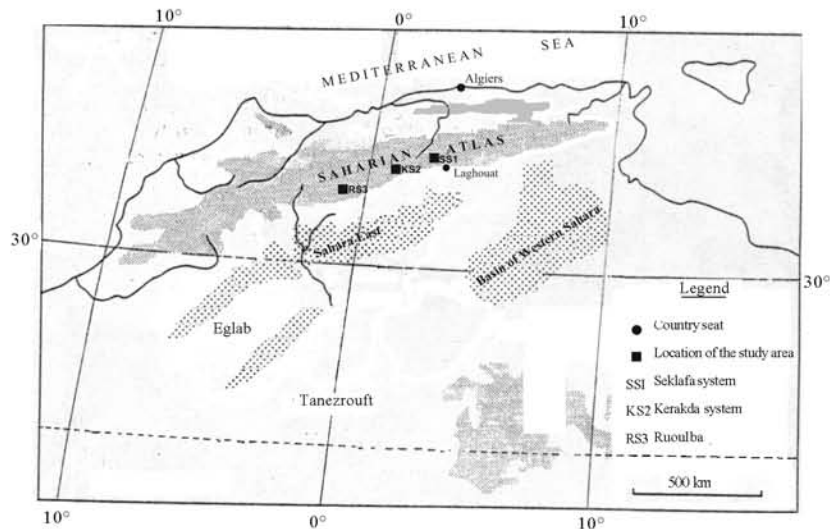 10°
0°
10°
MEDITERRANEAN SEA
Algiers
SAHARIAN ATLAS
SS1
KS2
Laghouat
RS3
30°
Sahara East
Basin of Western Sahara
30°
Legend
Country seat
Location of the study area
SS1 Seklafa system
KS2 Kerakda system
RS3 Ruoulba
Eglab
Tanezrouft
500 km
10°
0°
10°